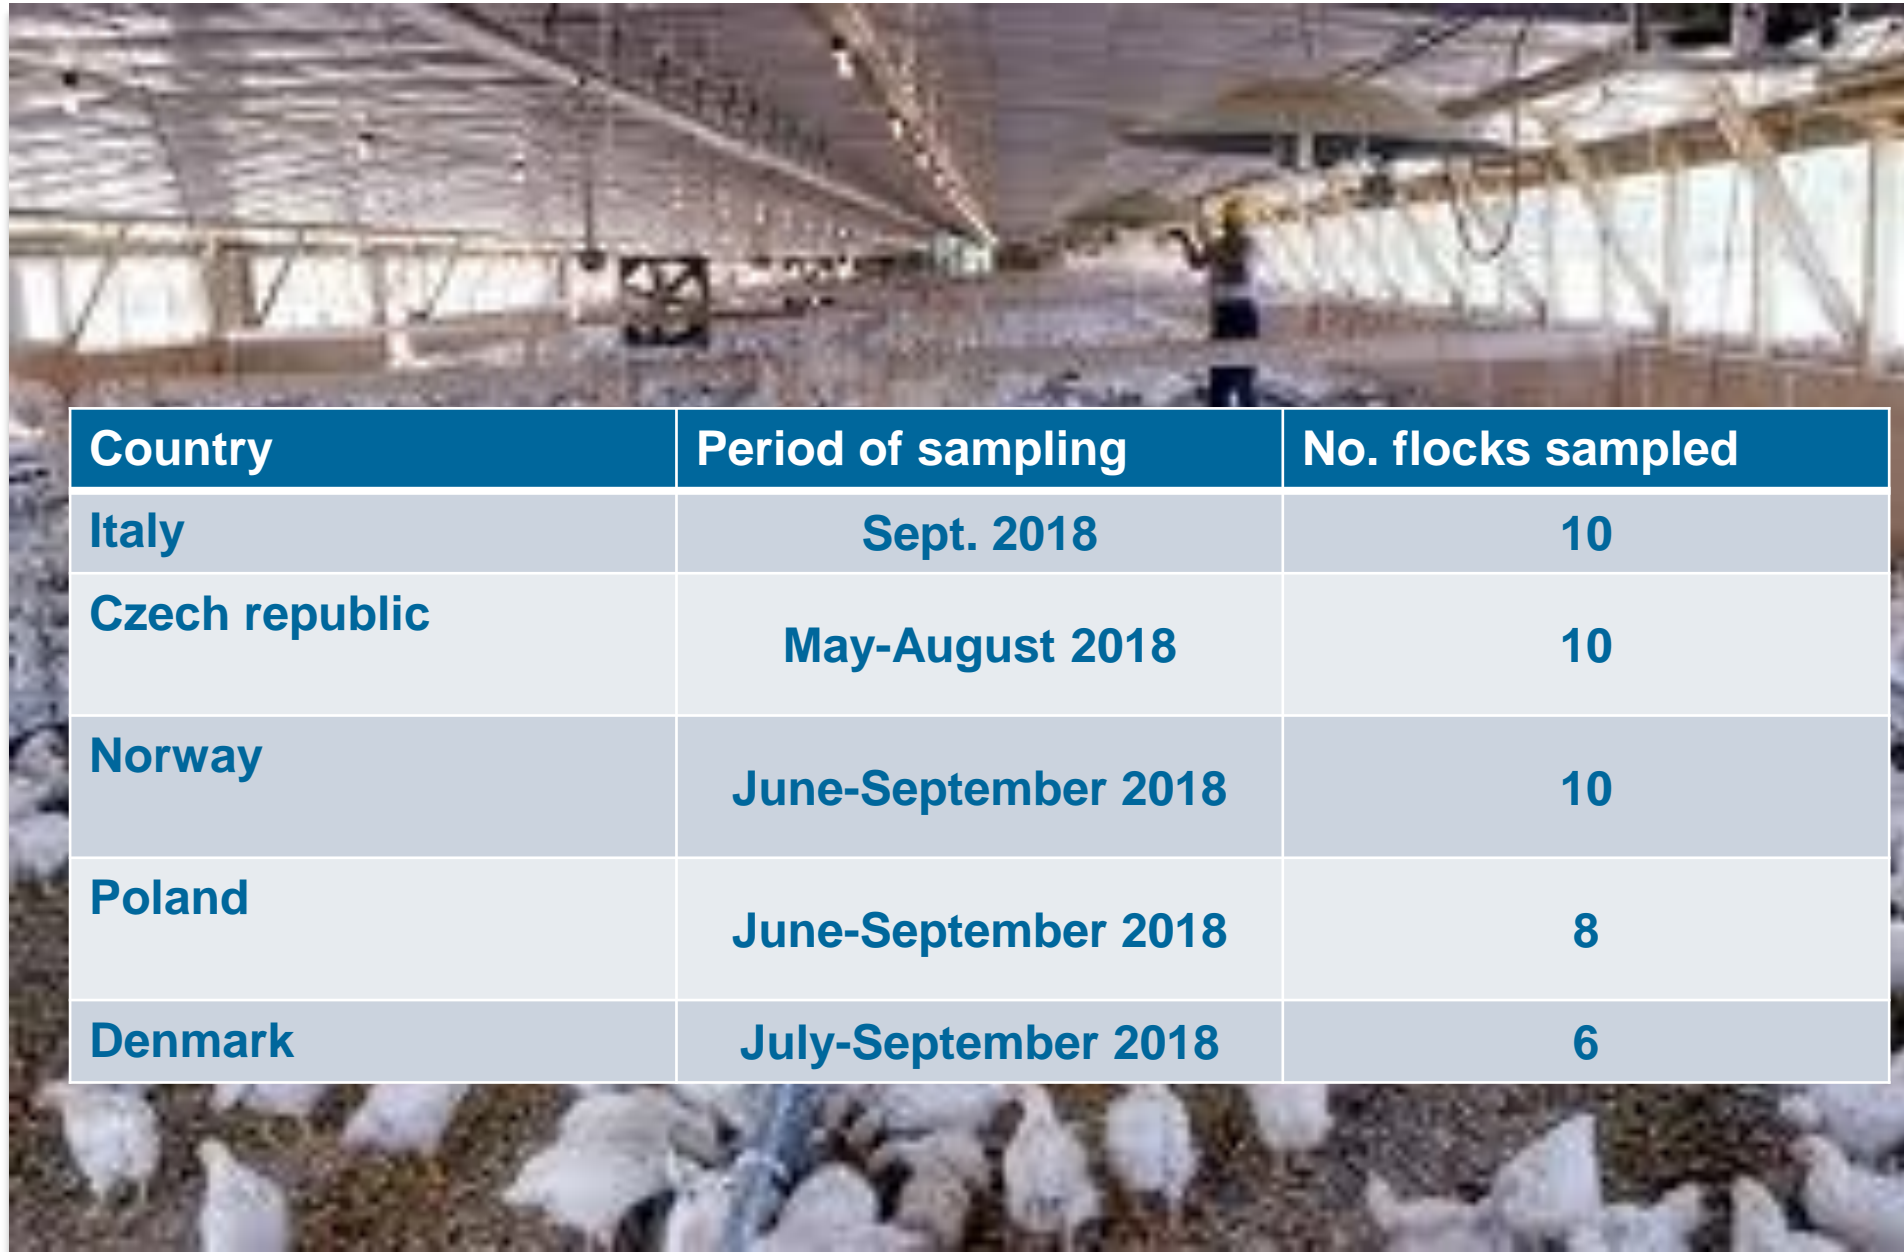 Country Period of sampling No. flocks sampled
Italy Sept. 2018 10
Czech republic May-August 2018 10
Norway June-September 2018 10
Poland June-September 2018 8
Denmark July-September 2018 6